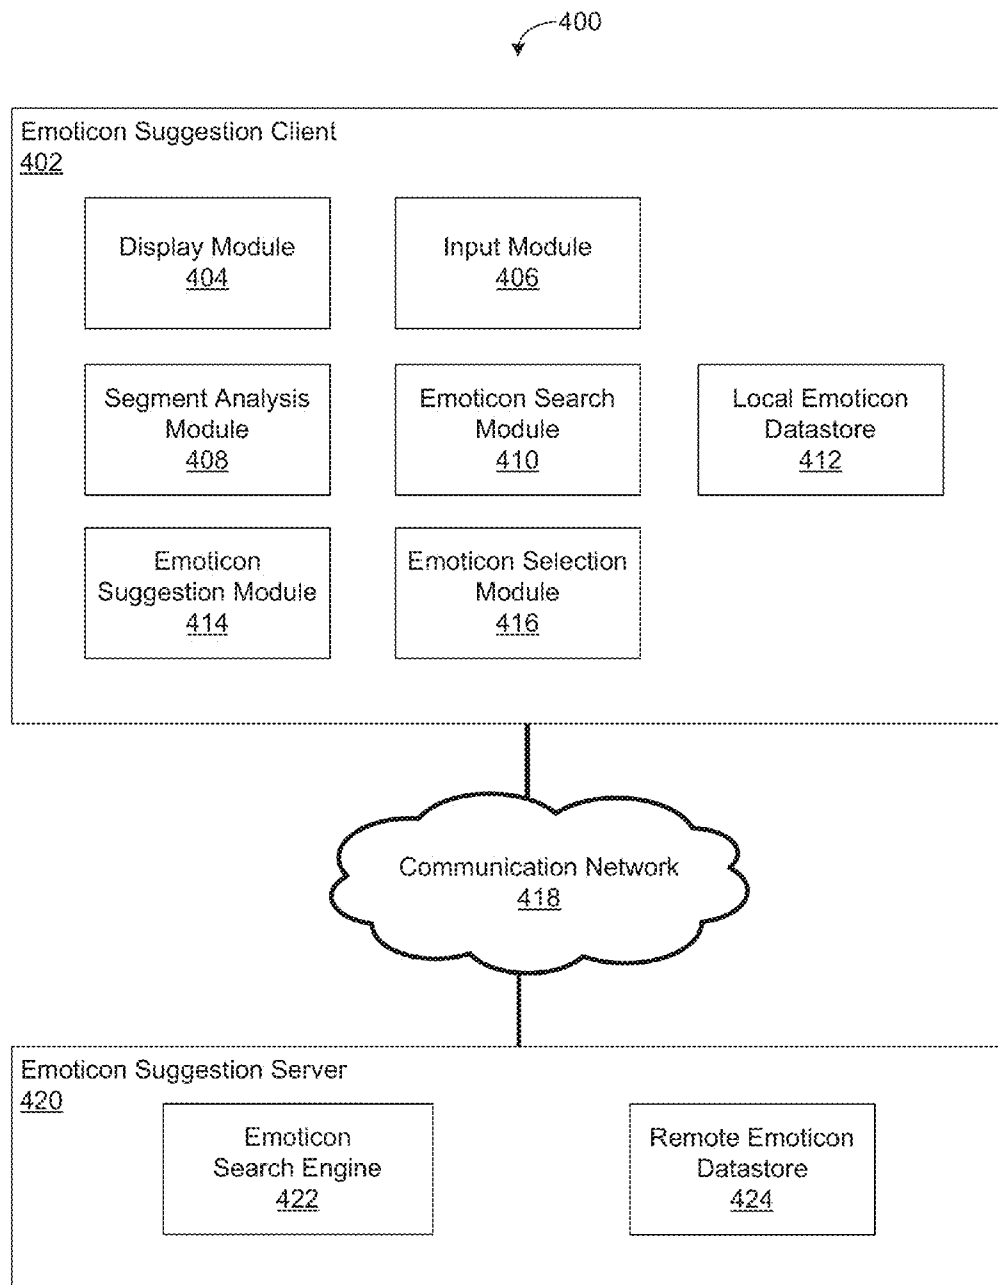 400
Emoticon Suggestion Client
402
Display Module
404
Input Module
406
Segment Analysis
Module
408
Emoticon Search
Module
410
Local Emoticon
Datastore
412
Emoticon
Suggestion Module
414
Emoticon Selection
Module
416
Communication Network
418
Emoticon Suggestion Server
420
Emoticon
Search Engine
422
Remote Emoticon
Datastore
424